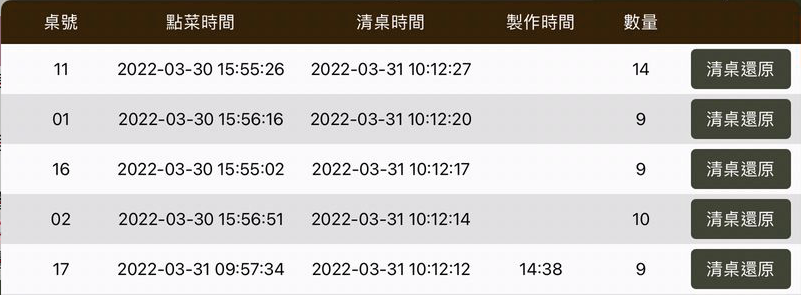 桌號 點菜時間 清桌時間 製作時間 數量
11 2022-03-30 15:55:26 2022-03-31 10:12:27 14 清桌還原
01 2022-03-30 15:56:16 2022-03-31 10:12:20 9 清桌還原
16 2022-03-30 15:55:02 2022-03-31 10:12:17 9 清桌還原
02 2022-03-30 15:56:51 2022-03-31 10:12:14 10 清桌還原
17 2022-03-31 09:57:34 2022-03-31 10:12:12 14:38 9 清桌還原